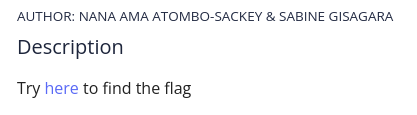 AUTHOR: NANA AMA ATOMBO-SACKEY & SABINE GISAGARA
Description
Try here to find the flag